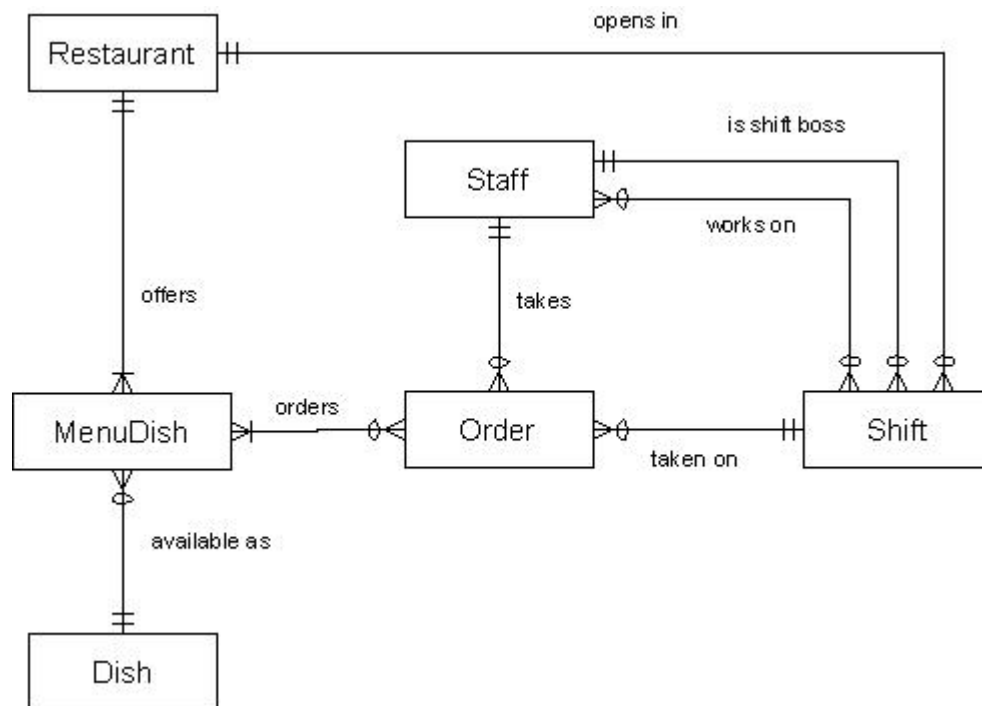 opens in
Restaurant
is shift boss
Staff
works on
offers
takes
orders
MenuDish
Order
Shift
taken on
available as
Dish